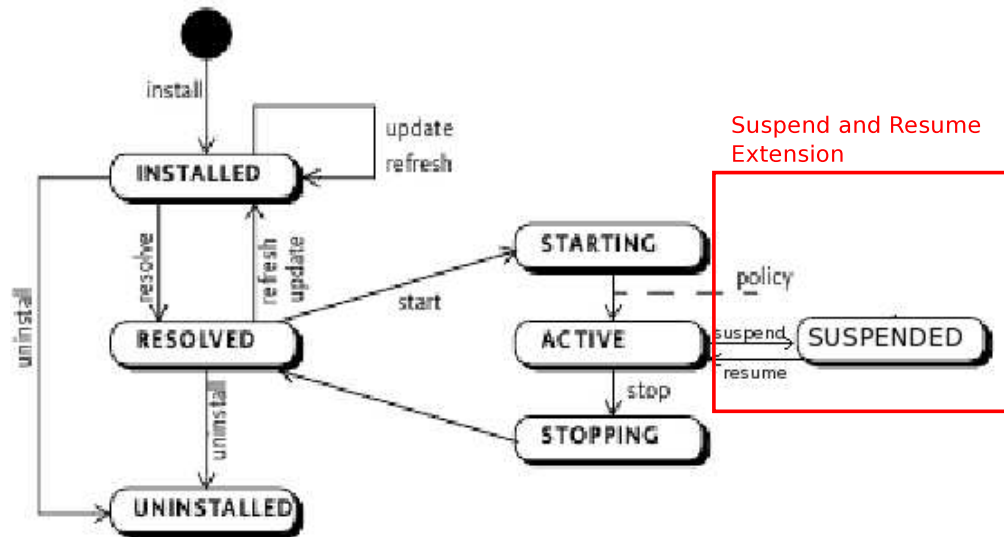 install
update
refresh
Suspend and Resume
Extension
INSTALLED
resolve
refresh
update
uninstall
STARTING
policy
start
RESOLVED
ACTIVE
suspend
SUSPENDED
resume
stop
uninstall
STOPPING
UNINSTALLED